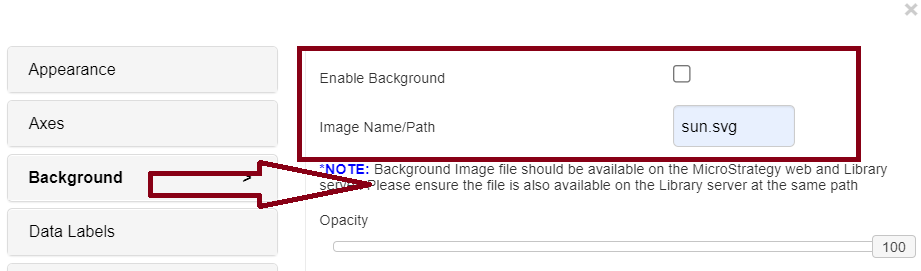 ×
Appearance
Axes
Background >
Data Labels
Enable Background
Image Name/Path
sun.svg
*NOTE: Background Image file should be available on the MicroStrategy web and Library
Please ensure the file is also available on the Library server at the same path
Opacity
100